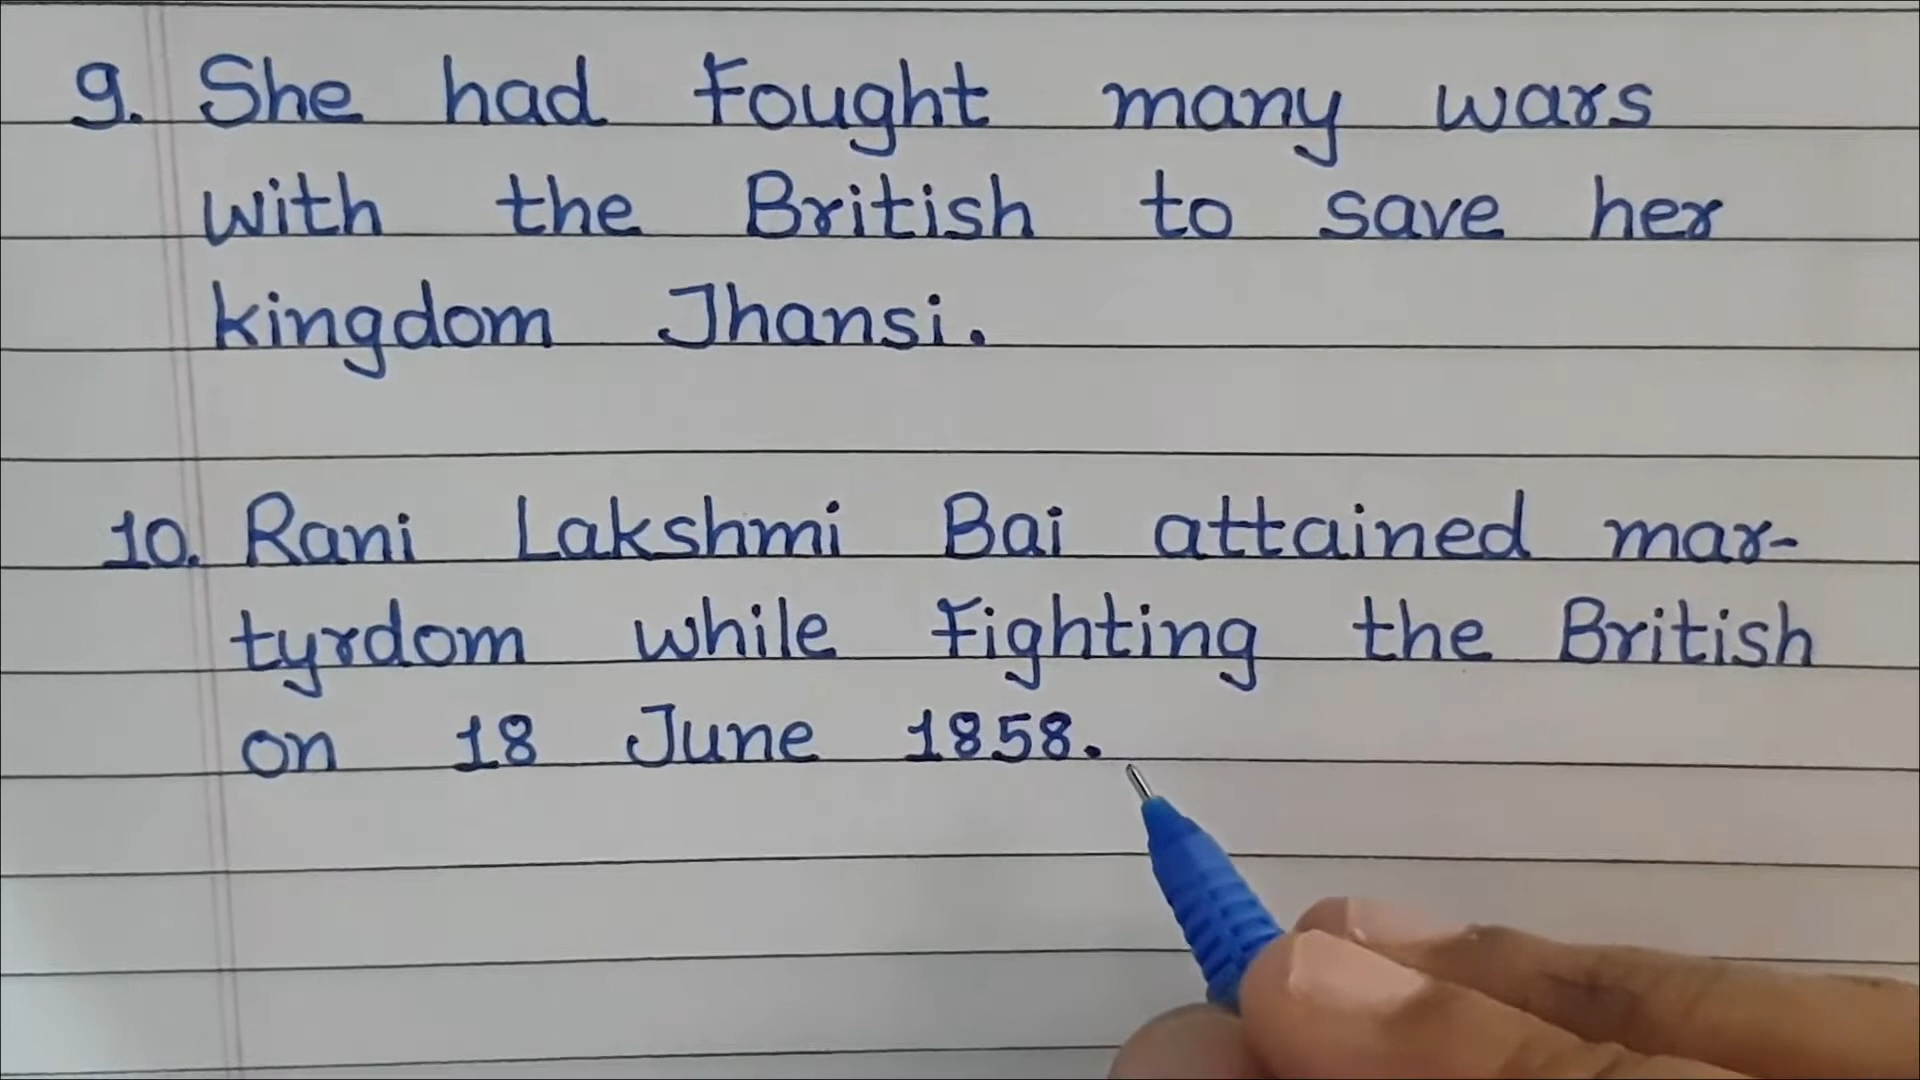 9. She had fought many wars
with the British to save her
kingdom Jhansi.
10. Rani Lakshmi Bai attained mar-
tyrdom while fighting the British
on 18 June 1858.